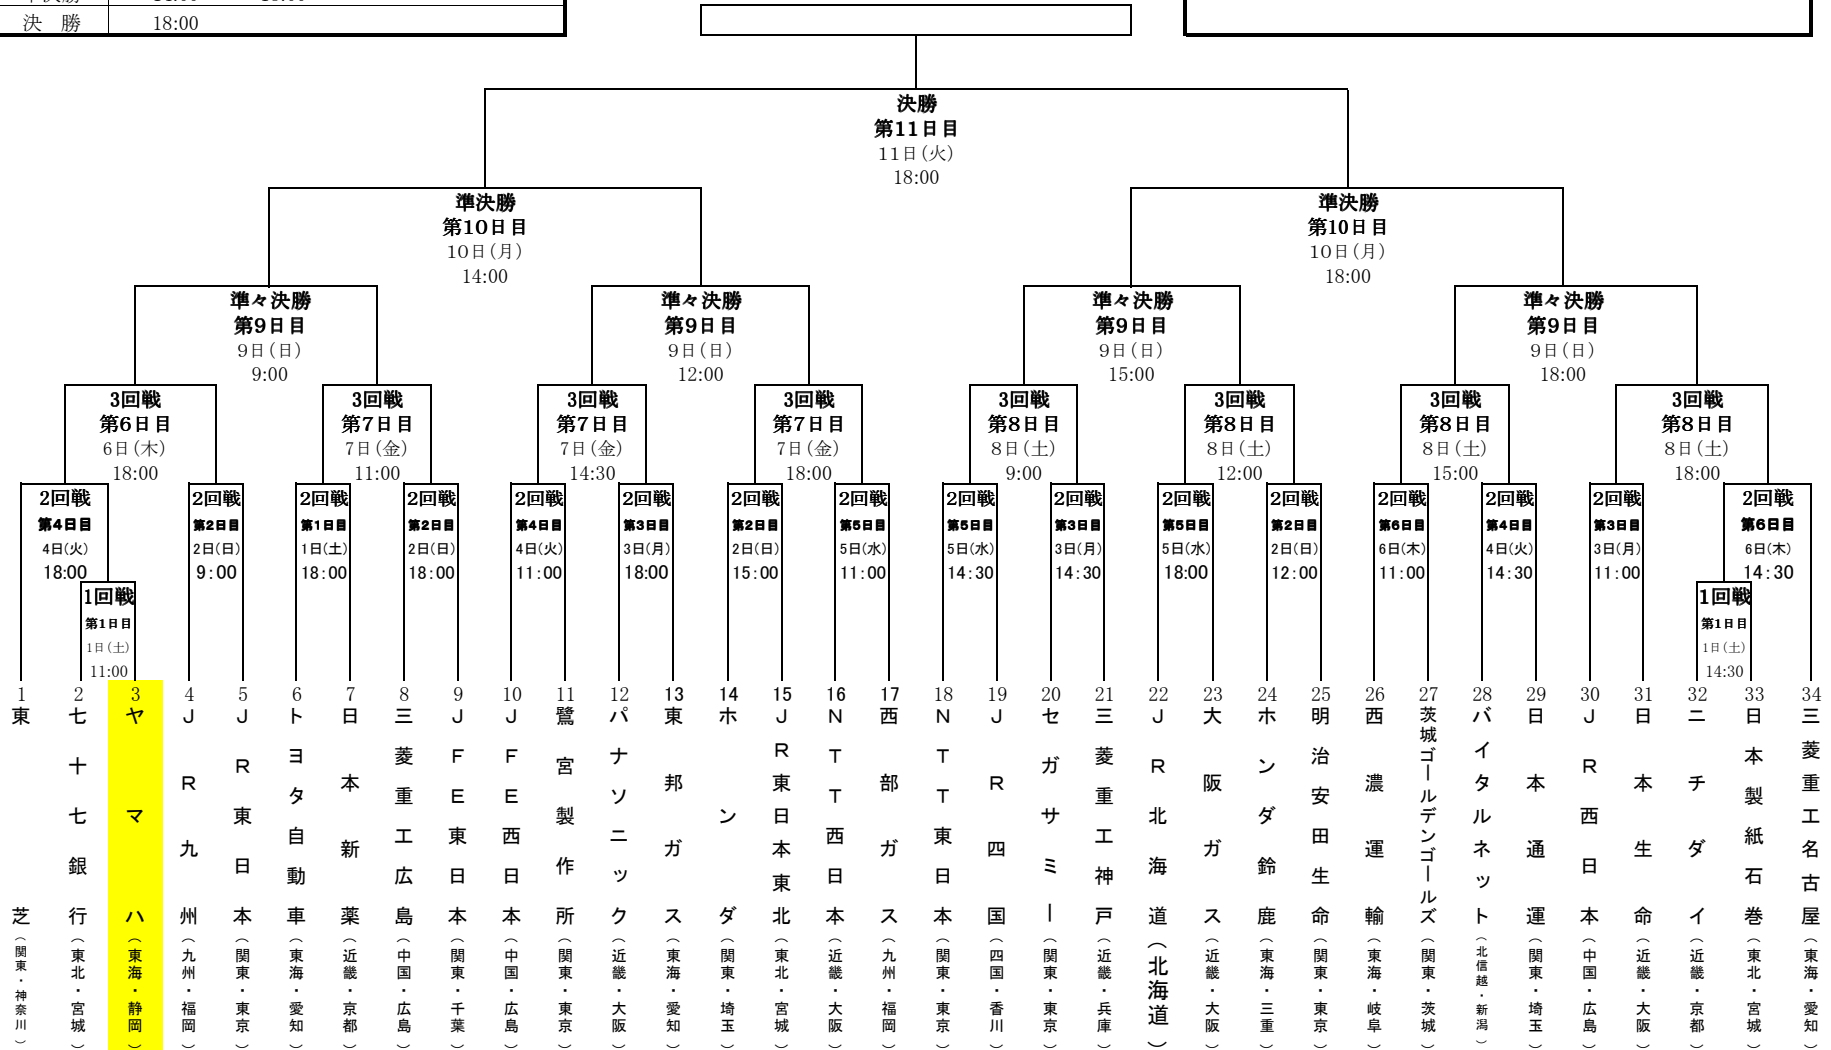 決　勝　18:00
決勝
第11日目
11日(火)
18:00
準決勝
第10日目
10日(月)
14:00
準決勝
第10日目
10日(月)
18:00
準々決勝
第9日目
9日(日)
9:00
準々決勝
第9日目
9日(日)
12:00
準々決勝
第9日目
9日(日)
15:00
準々決勝
第9日目
9日(日)
18:00
3回戦
第6日目
6日(木)
18:00
3回戦
第7日目
7日(金)
11:00
3回戦
第7日目
7日(金)
14:30
3回戦
第7日目
7日(金)
18:00
3回戦
第8日目
8日(土)
9:00
3回戦
第8日目
8日(土)
12:00
3回戦
第8日目
8日(土)
15:00
3回戦
第8日目
8日(土)
18:00
2回戦
第4日目
4日(火)
18:00
2回戦
第2日目
2日(日)
9:00
2回戦
第1日目
1日(土)
18:00
2回戦
第2日目
2日(日)
18:00
2回戦
第4日目
4日(火)
11:00
2回戦
第3日目
3日(月)
18:00
2回戦
第2日目
2日(日)
15:00
2回戦
第5日目
5日(水)
11:00
2回戦
第5日目
5日(水)
14:30
2回戦
第3日目
3日(月)
14:30
2回戦
第5日目
5日(水)
18:00
2回戦
第2日目
2日(日)
12:00
2回戦
第6日目
6日(木)
11:00
2回戦
第4日目
4日(火)
14:30
2回戦
第3日目
3日(月)
11:00
2回戦
第6日目
6日(木)
14:30
1回戦
第1日目
1日(土)
11:00
1回戦
第1日目
1日(土)
14:30
1 東芝(関東・神奈川)
2 七十七銀行(東北・宮城)
3 ヤマハ(東海・静岡)
4 JR九州(九州・福岡)
5 JR東日本(関東・東京)
6 トヨタ自動車(東海・愛知)
7 日本新薬(近畿・京都)
8 三菱重工広島(中国・広島)
9 JFE東日本(関東・千葉)
10 JFE西日本(中国・広島)
11 鷺宮製作所(関東・東京)
12 パナソニック(近畿・大阪)
13 東邦ガス(東海・愛知)
14 ホンダ(関東・埼玉)
15 JR東日本東北(東北・宮城)
16 NTT西日本(近畿・大阪)
17 西部ガス(九州・福岡)
18 NTT東日本(関東・東京)
19 JR四国(四国・香川)
20 セガサミー(関東・東京)
21 三菱重工神戸(近畿・兵庫)
22 JR北海道(北海道)
23 大阪ガス(近畿・大阪)
24 ホンダ鈴鹿(東海・三重)
25 明治安田生命(関東・東京)
26 西濃運輸(東海・岐阜)
27 茨城ゴールデンゴールズ(関東・茨城)
28 バイタルネット(北信越・新潟)
29 日本通運(関東・埼玉)
30 JR西日本(中国・広島)
31 日本生命(近畿・大阪)
32 ニチダイ(近畿・京都)
33 日本製紙石巻(東北・宮城)
34 三菱重工名古屋(東海・愛知)